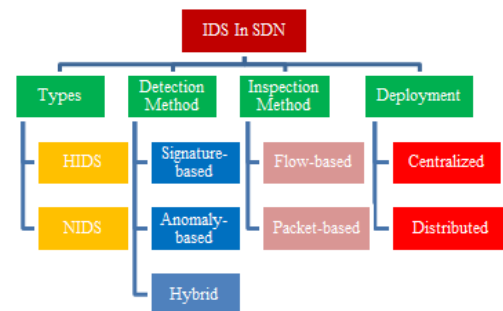 IDS In SDN
Types
Detection
Method
Inspection
Method
Deployment
HIDS
Signature-
based
Flow-based
Centralized
NIDS
Anomaly-
based
Packet-based
Distributed
Hybrid